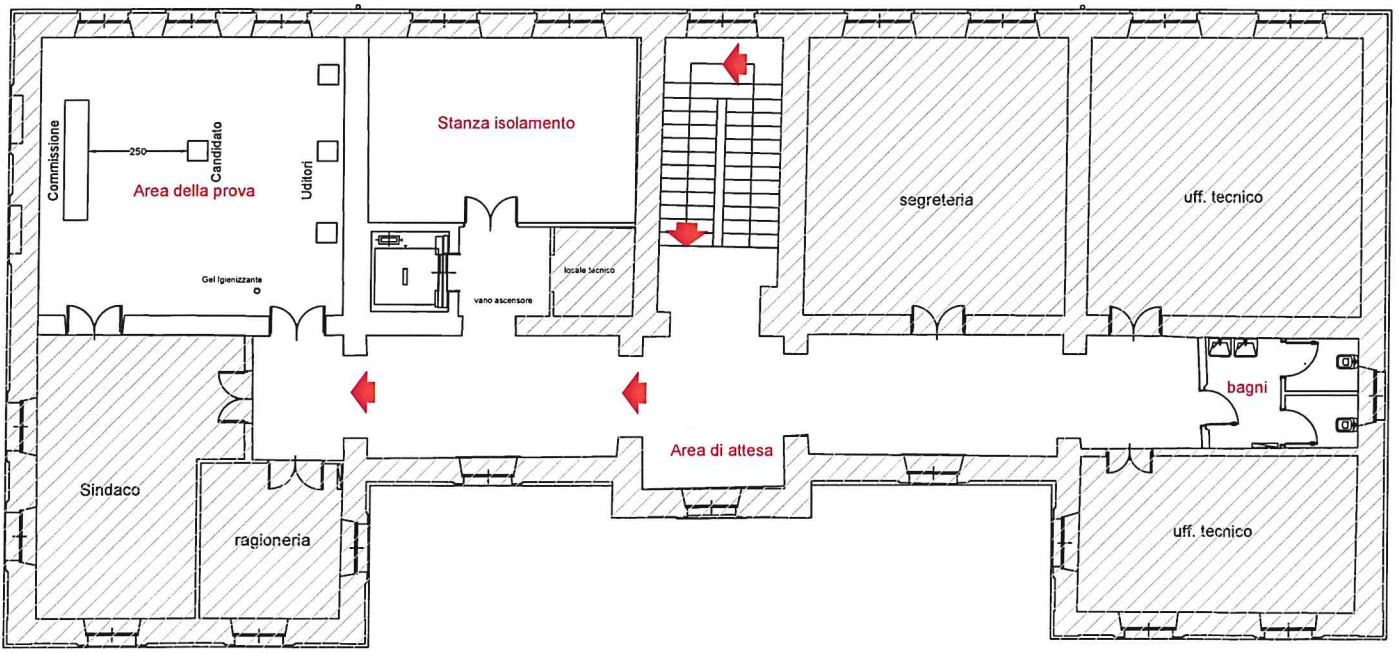 Commissione
250
Candidato
Uditori
Area della prova
Gel Igienizzante
Stanza isolamento
locale tecnico
vano ascensore
segreteria
uff. tecnico
bagni
Area di attesa
Sindaco
ragioneria
uff. tecnico